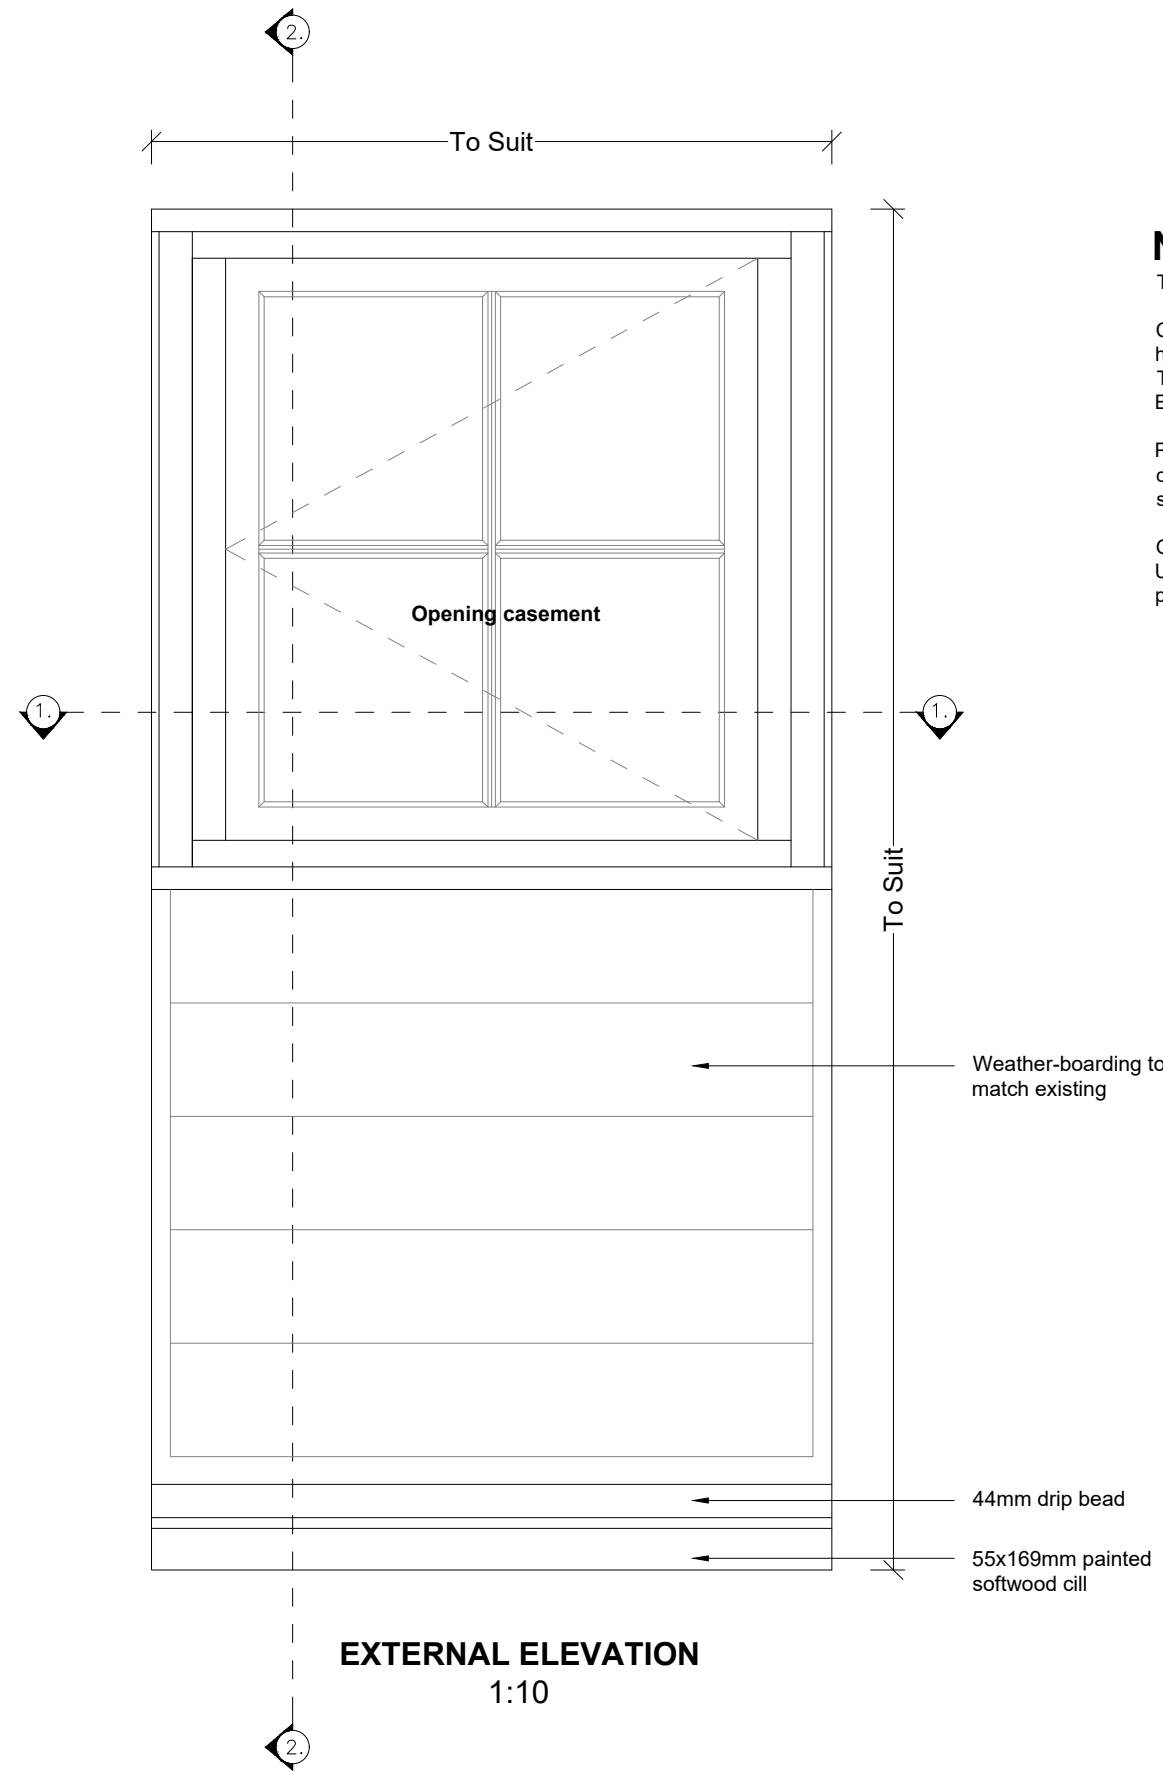 2.
To Suit
Opening casement
1.
1.
To Suit
Weather-boarding to
match existing
44mm drip bead
55x169mm painted
softwood cill
EXTERNAL ELEVATION
1:10
2.